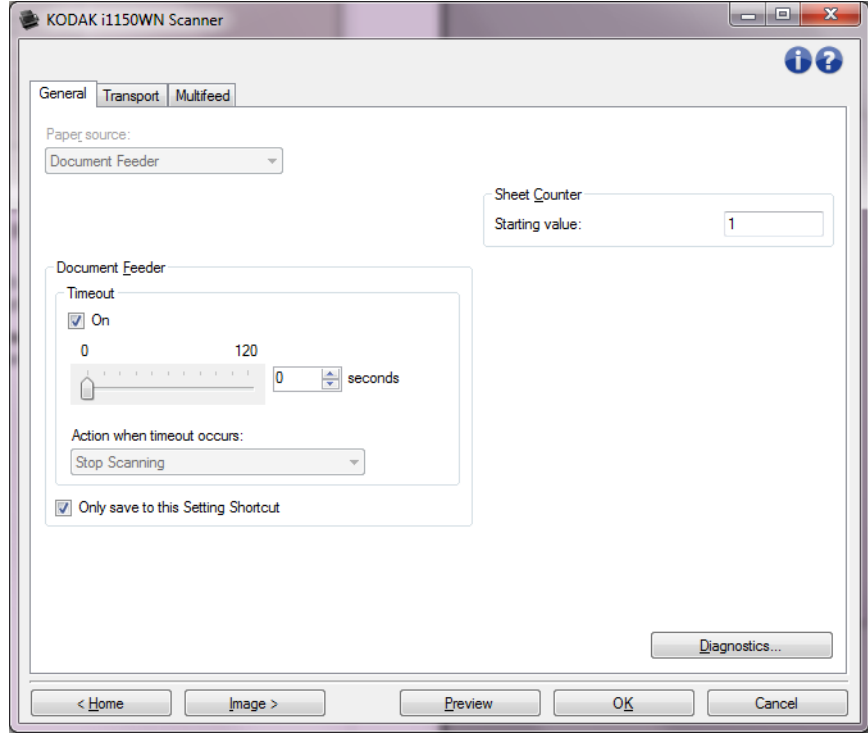 KODAK i1150WN Scanner
General Transport Multifeed
Paper source:
Document Feeder
Sheet Counter
Starting value: 1
Document Feeder
Timeout
On
0 120
0 seconds
Action when timeout occurs:
Stop Scanning
Only save to this Setting Shortcut
Diagnostics...
< Home Image > Preview OK Cancel